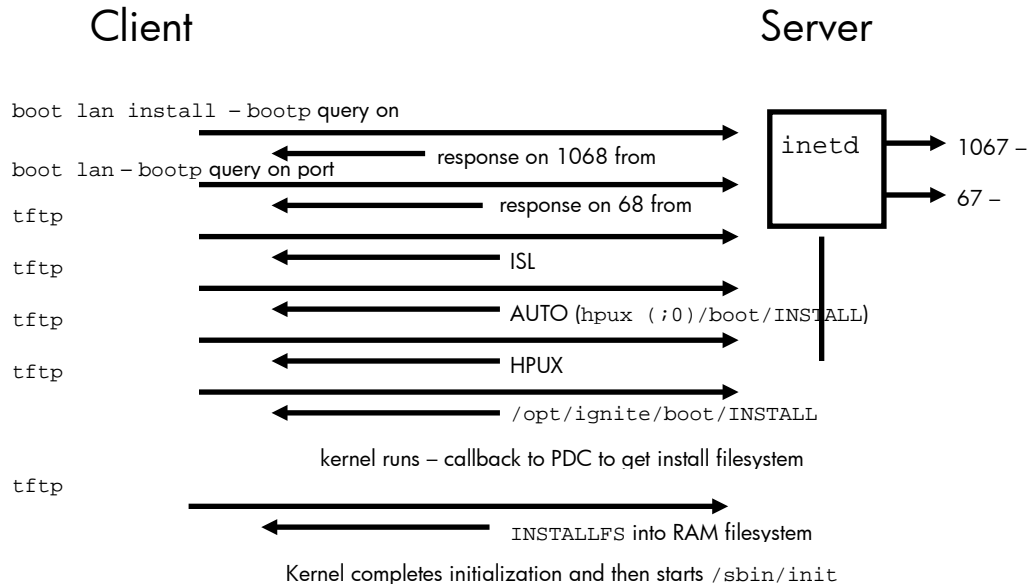 Client
Server
boot lan install – bootp query on
inetd
1067 –
response on 1068 from
boot lan – bootp query on port
67 –
response on 68 from
tftp
ISL
tftp
AUTO (hpux (;0)/boot/INSTALL)
tftp
HPUX
tftp
/opt/ignite/boot/INSTALL
kernel runs – callback to PDC to get install filesystem
tftp
INSTALLFS into RAM filesystem
Kernel completes initialization and then starts /sbin/init